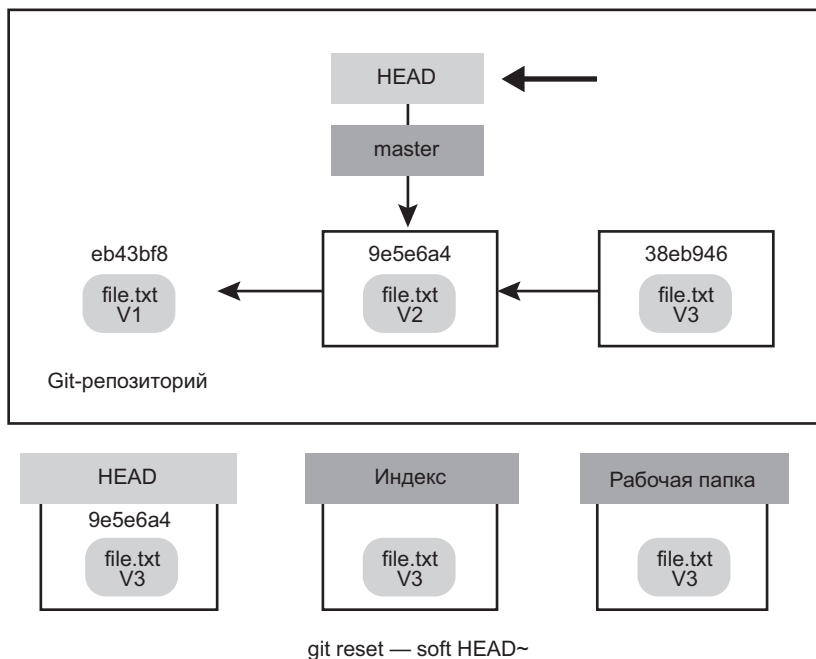 HEAD
master
eb43bf8
9e5e6a4
38eb946
file.txt
V1
file.txt
V2
file.txt
V3
Git-репозиторий
HEAD
Индекс
Рабочая папка
9e5e6a4
file.txt
V3
file.txt
V3
file.txt
V3
git reset — soft HEAD~